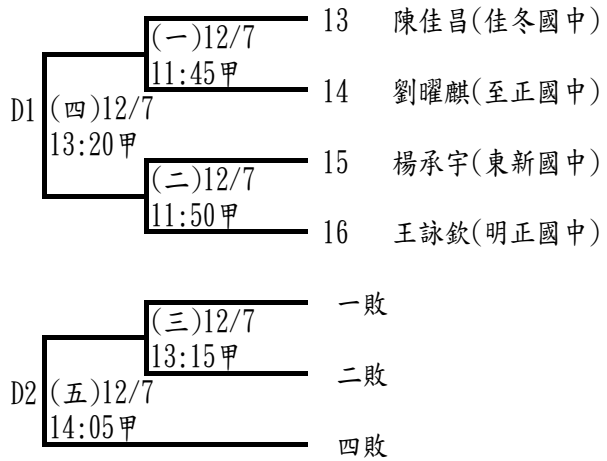 13 陳佳昌(佳冬國中)
(一)12/7
11:45甲
14 劉曜麒(至正國中)
D1 (四)12/7
13:20甲
15 楊承宇(東新國中)
(二)12/7
11:50甲
16 王詠欽(明正國中)
一敗
(三)12/7
13:15甲
二敗
D2 (五)12/7
14:05甲
四敗